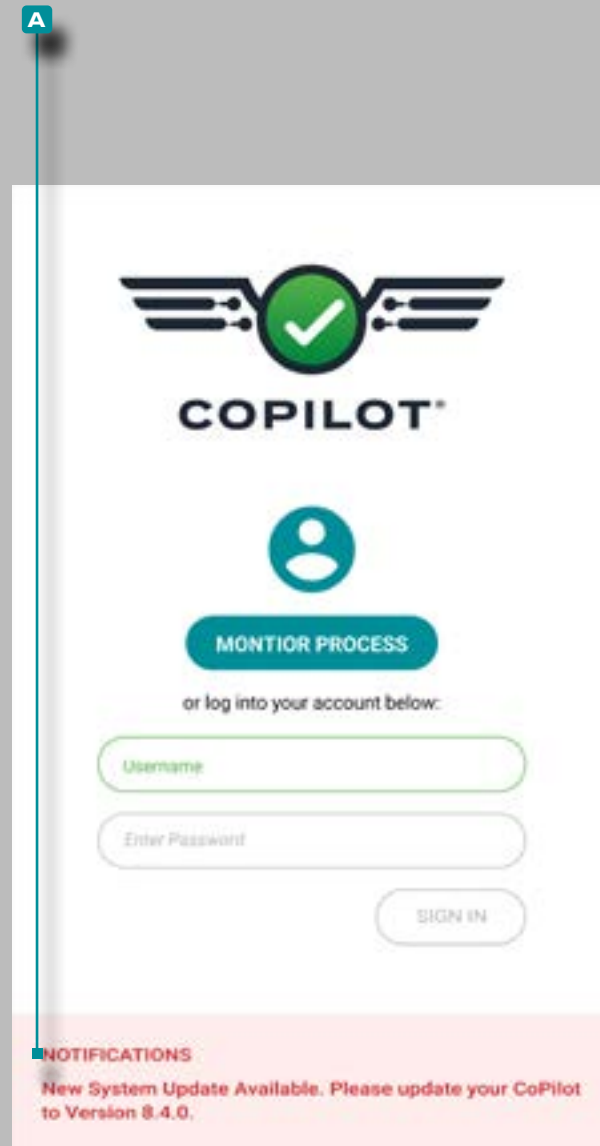 A
COPILOT®
MONTIOR PROCESS
or log into your account below:
Username
Enter Password
SIGN IN
NOTIFICATIONS
New System Update Available. Please update your CoPilot
to Version 8.4.0.